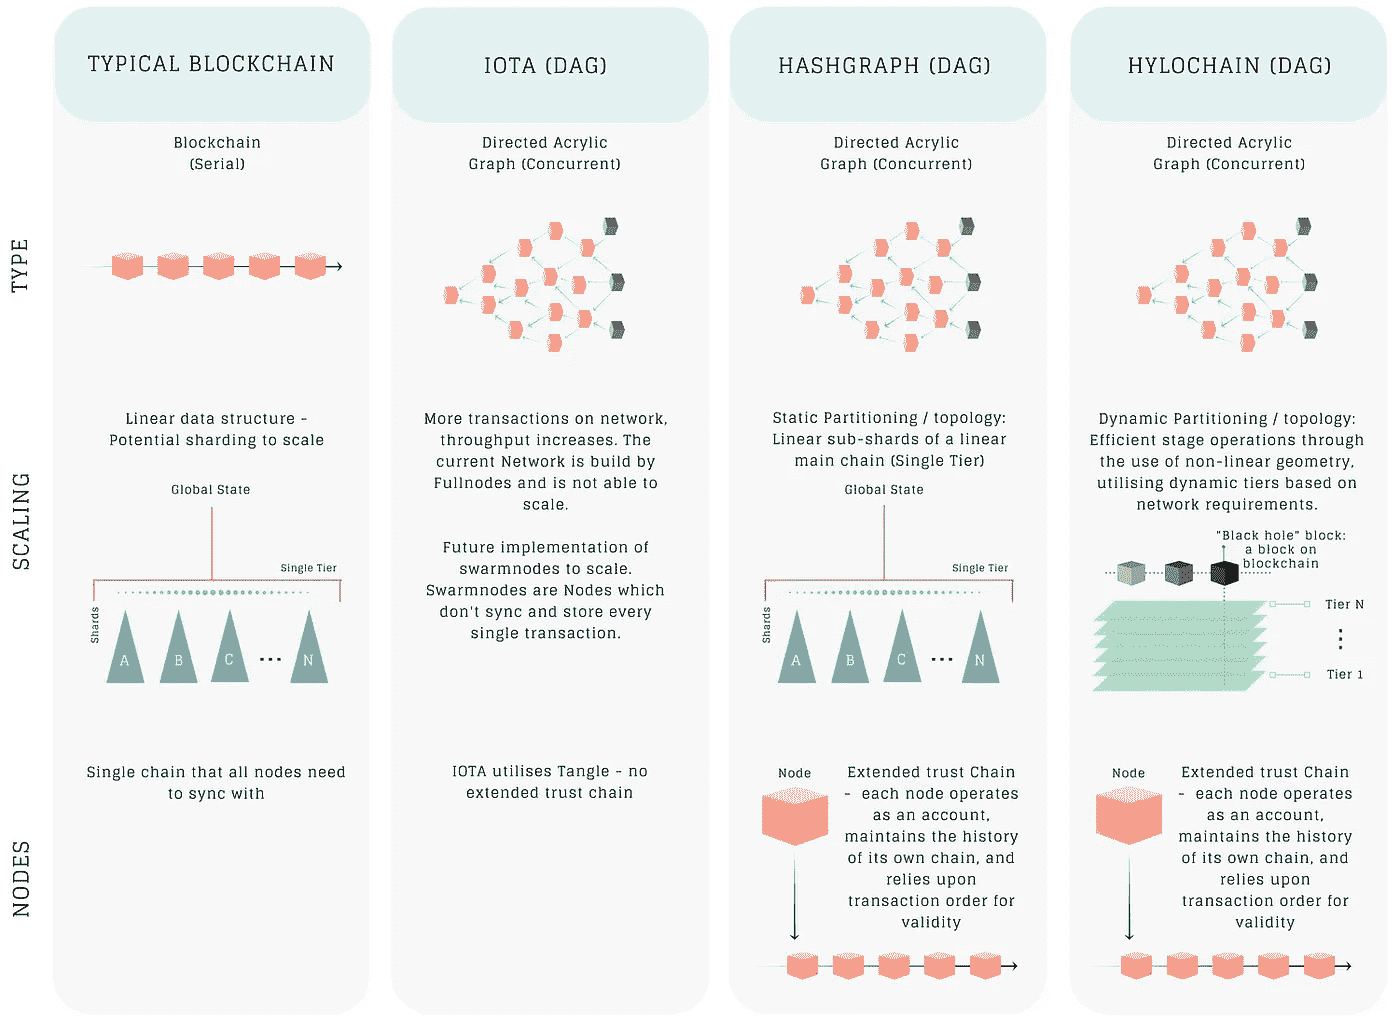 TYPICAL BLOCKCHAIN
IOTA (DAG)
HASHGRAPH (DAG)
HYLOCHAIN (DAG)
TYPE
Blockchain
(Serial)
Directed Acrylic
Graph (Concurrent)
Directed Acrylic
Graph (Concurrent)
Directed Acrylic
Graph (Concurrent)
SCALING
Linear data structure -
Potential sharding to scale
Global State
Single Tier
Shards
A
B
C
...
N
More transactions on network,
throughput increases. The
current Network is build by
Fullnodes and is not able to
scale.
Future implementation of
swarmnodes to scale.
Swarmnodes are Nodes which
don't sync and store every
single transaction.
Static Partitioning / topology:
Linear sub-shards of a linear
main chain (Single Tier)
Global State
Single Tier
Shards
A
B
C
...
N
Dynamic Partitioning / topology:
Efficient stage operations through
the use of non-linear geometry,
utilising dynamic tiers based on
network requirements.
"Black hole" block:
a block on
blockchain
Tier N
Tier 1
NODES
Single chain that all nodes need
to sync with
IOTA utilises Tangle - no
extended trust chain
Node
Extended trust Chain
- each node operates
as an account,
maintains the history
of its own chain, and
relies upon
transaction order for
validity
Node
Extended trust Chain
- each node operates
as an account,
maintains the history
of its own chain, and
relies upon
transaction order for
validity